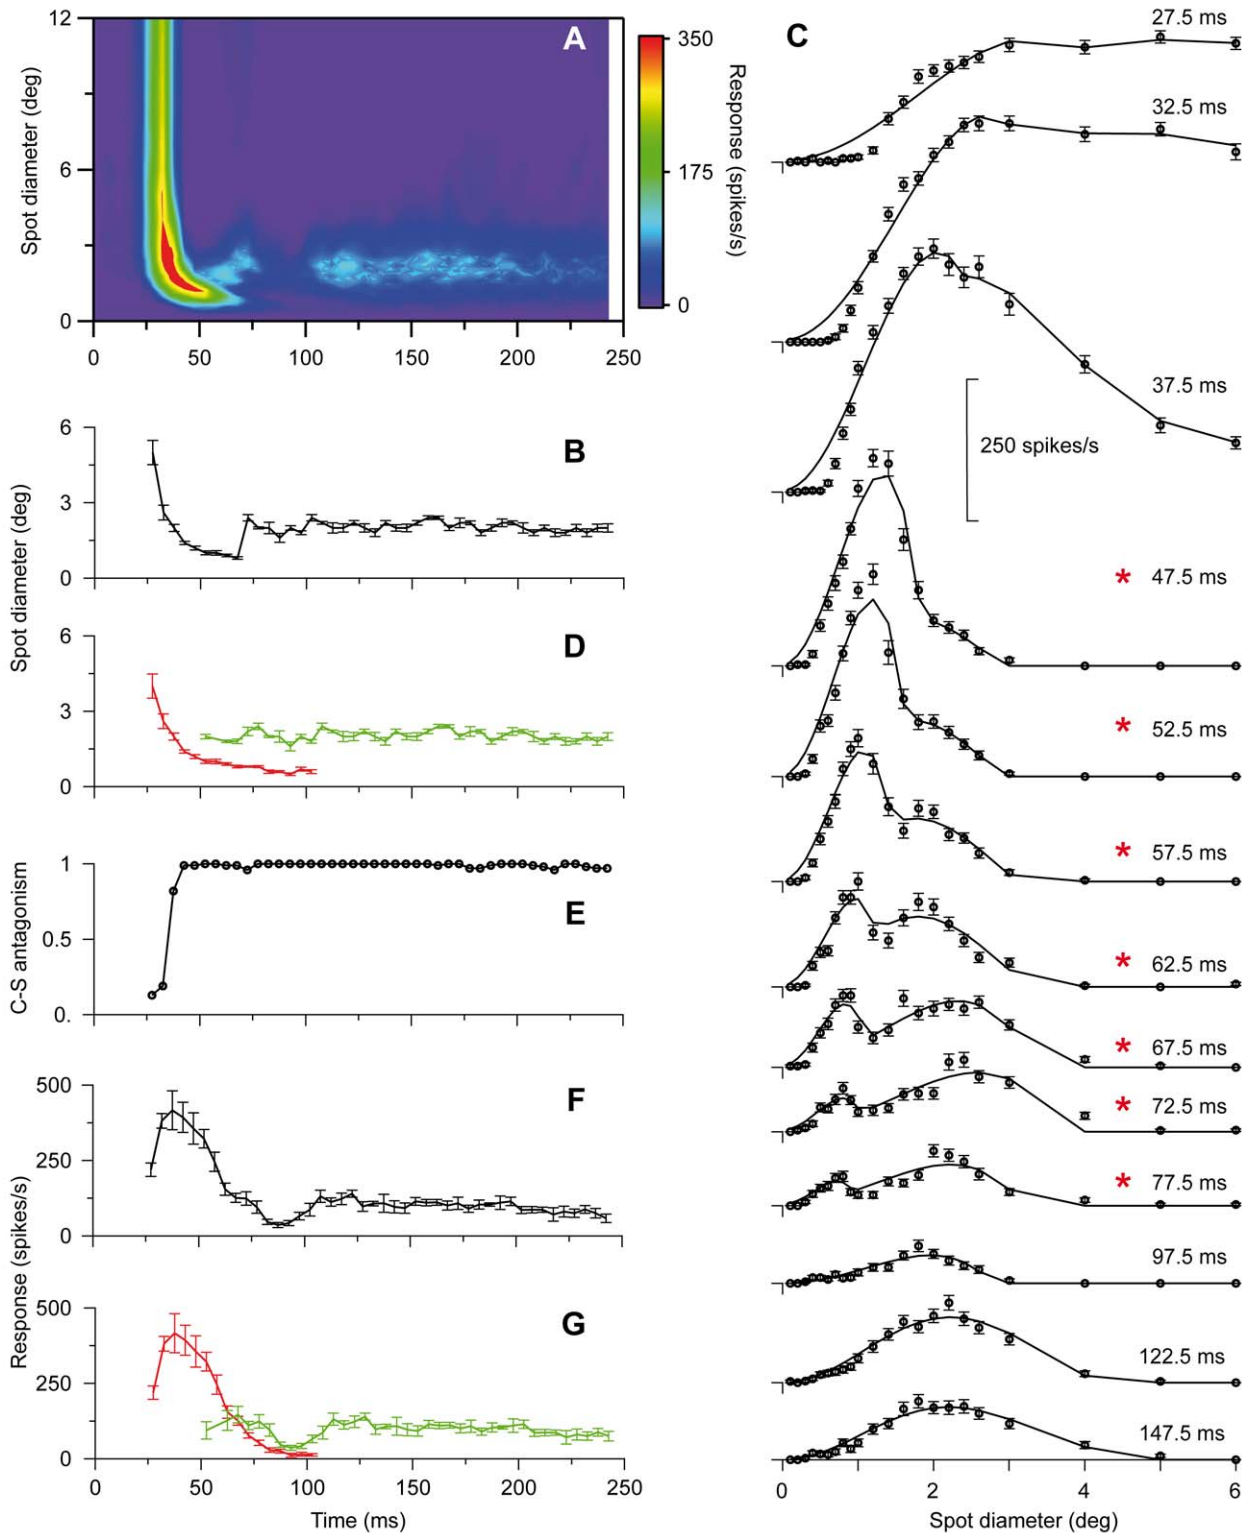 A
12
6
0
Spot diameter (deg)
0 50 100 150 200 250
350
175
0
Response (spikes/s)
B
6
3
0
Spot diameter (deg)
D
6
3
0
E
1
0.5
0.
C-S antagonism
F
500
250
0
Response (spikes/s)
G
500
250
0
0 50 100 150 200 250
Time (ms)
C
27.5 ms
32.5 ms
37.5 ms
250 spikes/s
* 47.5 ms
* 52.5 ms
* 57.5 ms
* 62.5 ms
* 67.5 ms
* 72.5 ms
* 77.5 ms
97.5 ms
122.5 ms
147.5 ms
0 2 4 6
Spot diameter (deg)